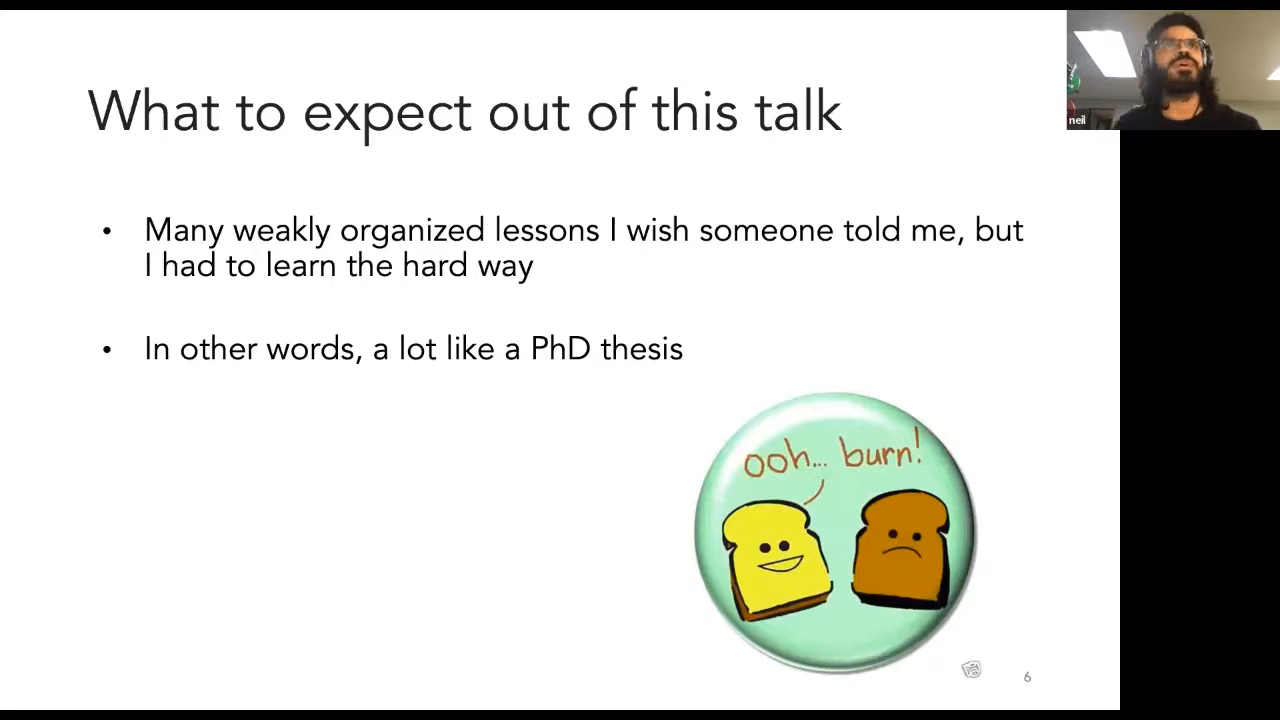 What to expect out of this talk
neil
• Many weakly organized lessons I wish someone told me, but
I had to learn the hard way
• In other words, a lot like a PhD thesis
ooh... burn!
6